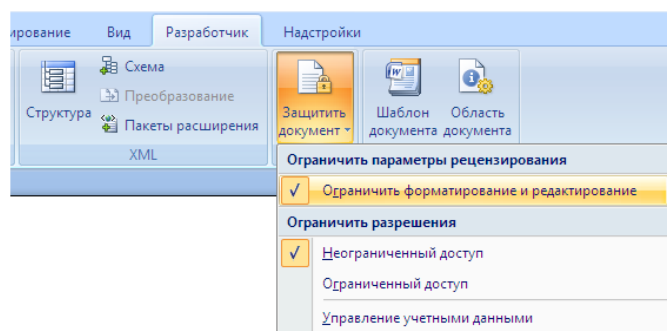 рование Вид Разработчик Надстройки
Схема
Преобразование
Пакеты расширения
Структура
XML
Защитить документ
Шаблон документа
Область документа
Ограничить параметры рецензирования
Ограничить форматирование и редактирование
Ограничить разрешения
Неограниченный доступ
Ограниченный доступ
Управление учетными данными